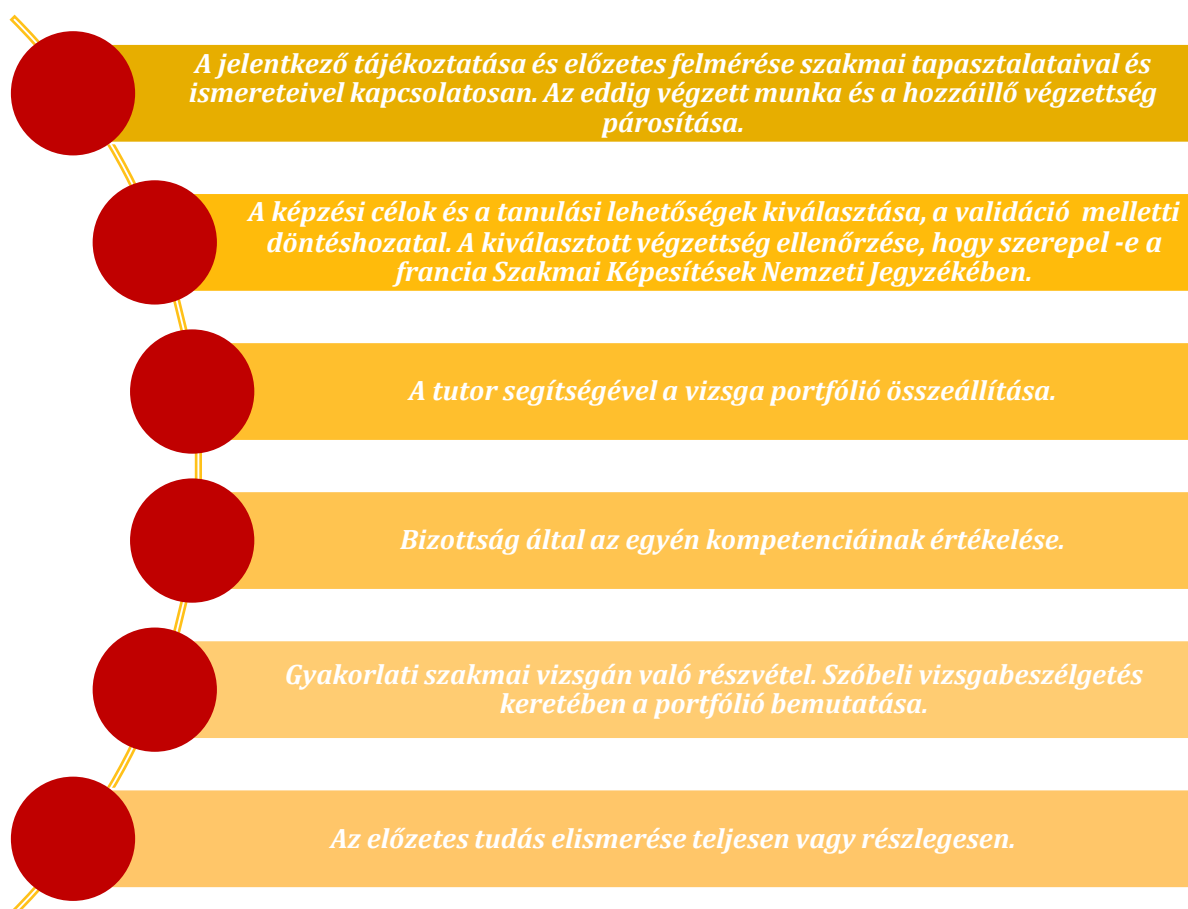 A jelentkező tájékoztatása és előzetes felmérése szakmai tapasztalataival és
ismereteivel kapcsolatosan. Az eddig végzett munka és a hozzáillő végzettség
párosítása.
A képzési célok és a tanulási lehetőségek kiválasztása, a validáció melletti
döntéshozatal. A kiválasztott végzettség ellenőrzése, hogy szerepel -e a
francia Szakmai Képesítések Nemzeti Jegyzékében.
A tutor segítségével a vizsga portfólió összeállítása.
Bizottság által az egyén kompetenciáinak értékelése.
Gyakorlati szakmai vizsgán való részvétel. Szóbeli vizsgabeszélgetés
keretében a portfólió bemutatása.
Az előzetes tudás elismerése teljesen vagy részlegesen.